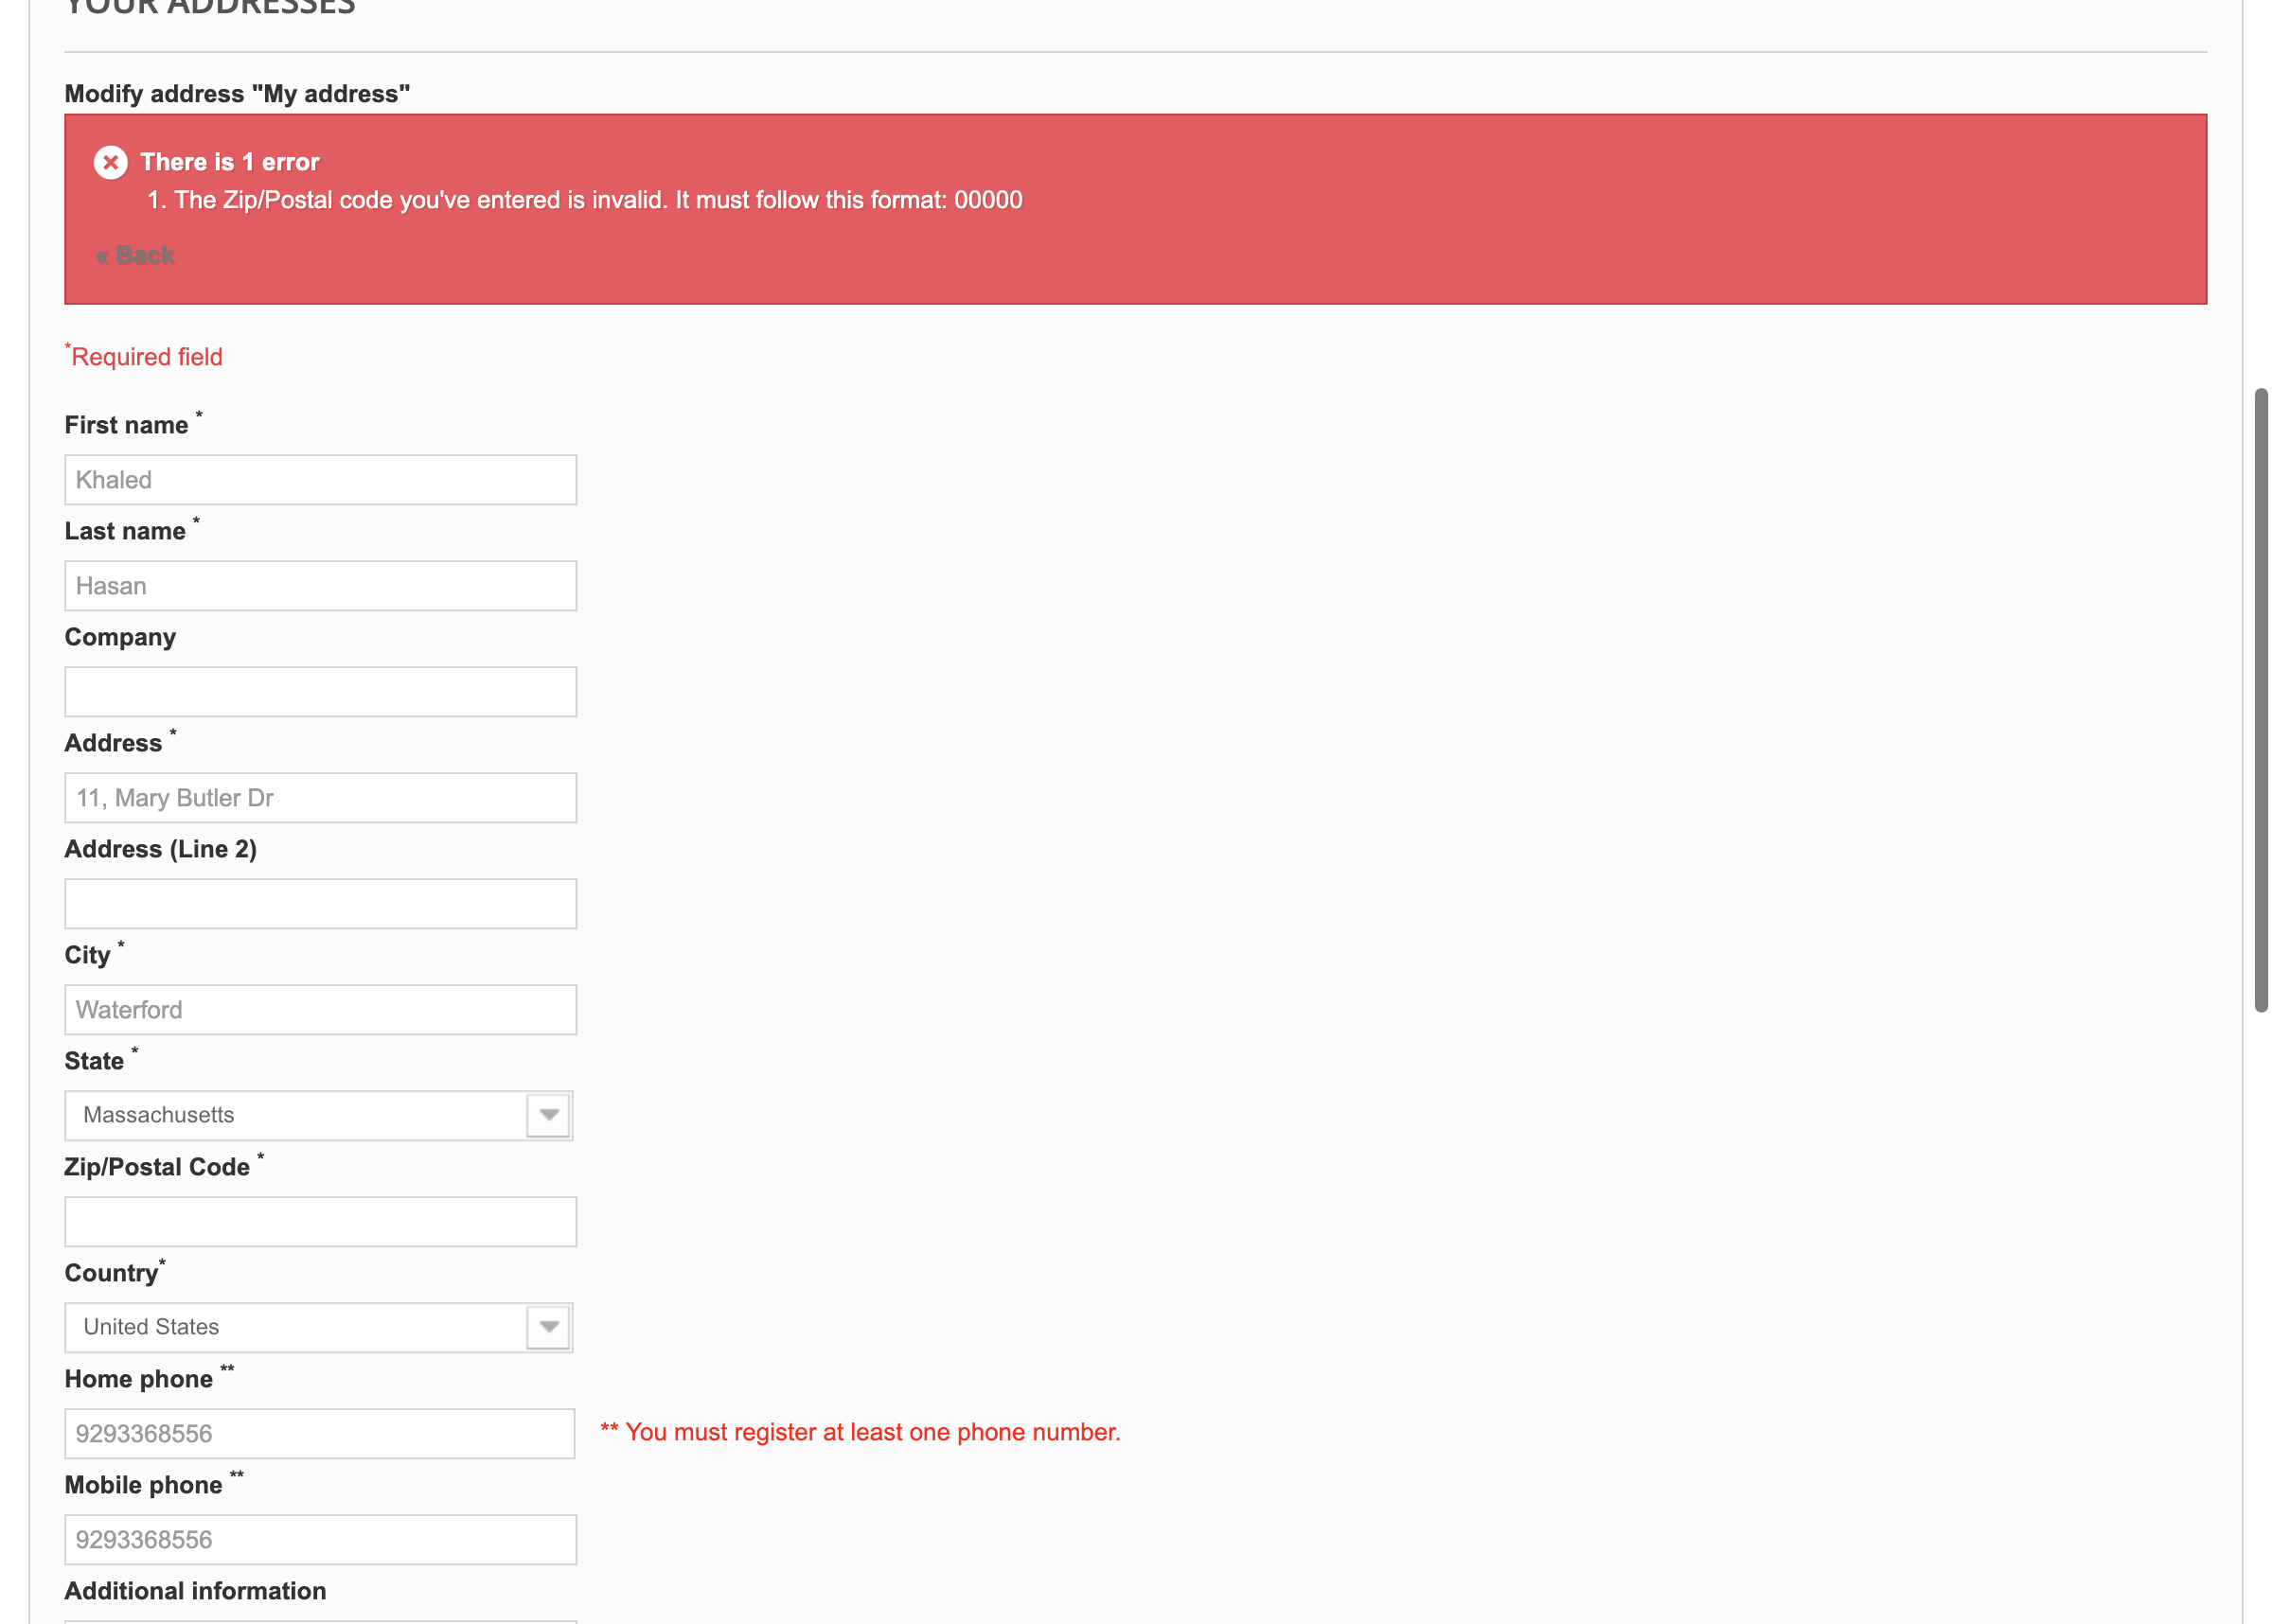 YOUR ADDRESSES
Modify address "My address"
There is 1 error
1. The Zip/Postal code you've entered is invalid. It must follow this format: 00000
« Back
*Required field
First name *
Khaled
Last name *
Hasan
Company
Address *
11, Mary Butler Dr
Address (Line 2)
City *
Waterford
State *
Massachusetts
Zip/Postal Code *
Country*
United States
Home phone **
9293368556
** You must register at least one phone number.
Mobile phone **
9293368556
Additional information